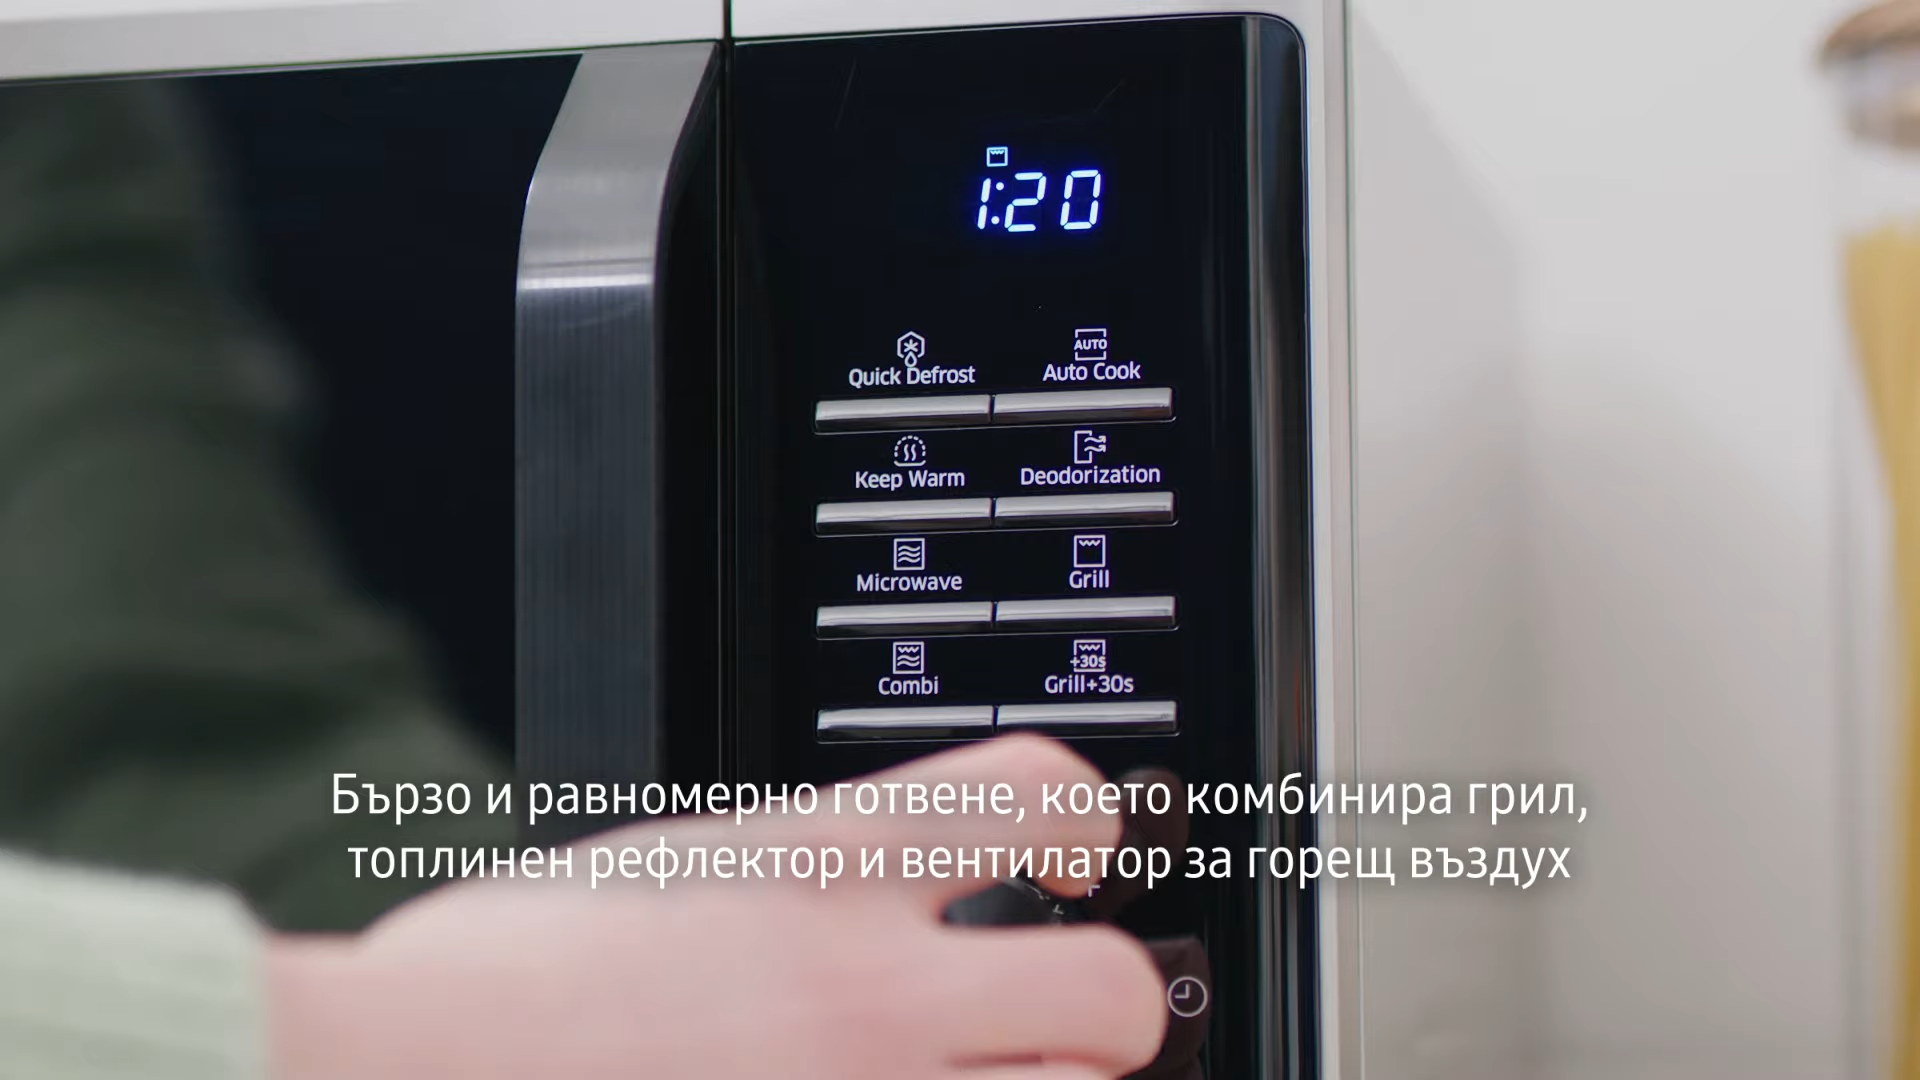 1:20
Quick Defrost
AUTO
Auto Cook
Keep Warm
Deodorization
Microwave
Grill
Combi
+30s
Grill+30s
Бързо и равномерно готвене, което комбинира грил,
топлинен рефлектор и вентилатор за горещ въздух